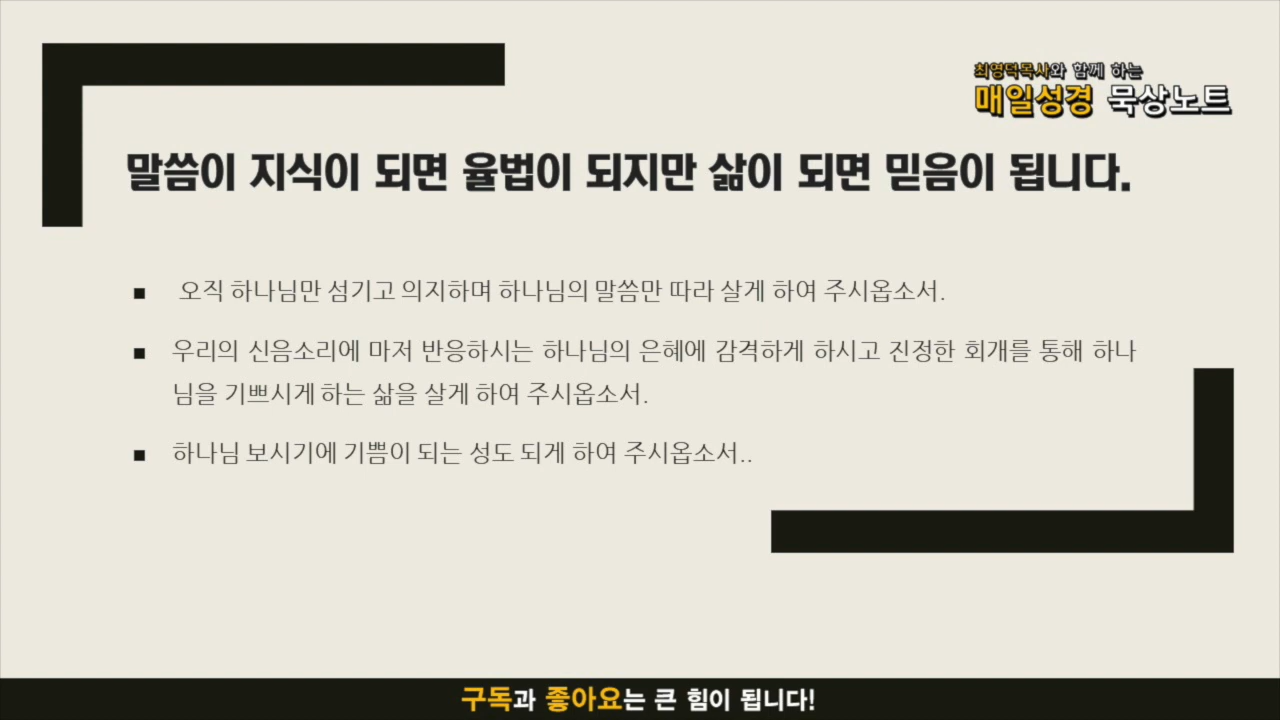 최영덕목사와 함께 하는
매일성경 묵상노트
말씀이 지식이 되면 율법이 되지만 삶이 되면 믿음이 됩니다.
■ 오직 하나님만 섬기고 의지하며 하나님의 말씀만 따라 살게 하여 주시옵소서.
■ 우리의 신음소리에 마저 반응하시는 하나님의 은혜에 감격하게 하시고 진정한 회개를 통해 하나
님을 기쁘시게 하는 삶을 살게 하여 주시옵소서.
■ 하나님 보시기에 기쁨이 되는 성도 되게 하여 주시옵소서..
구독과 좋아요는 큰 힘이 됩니다!